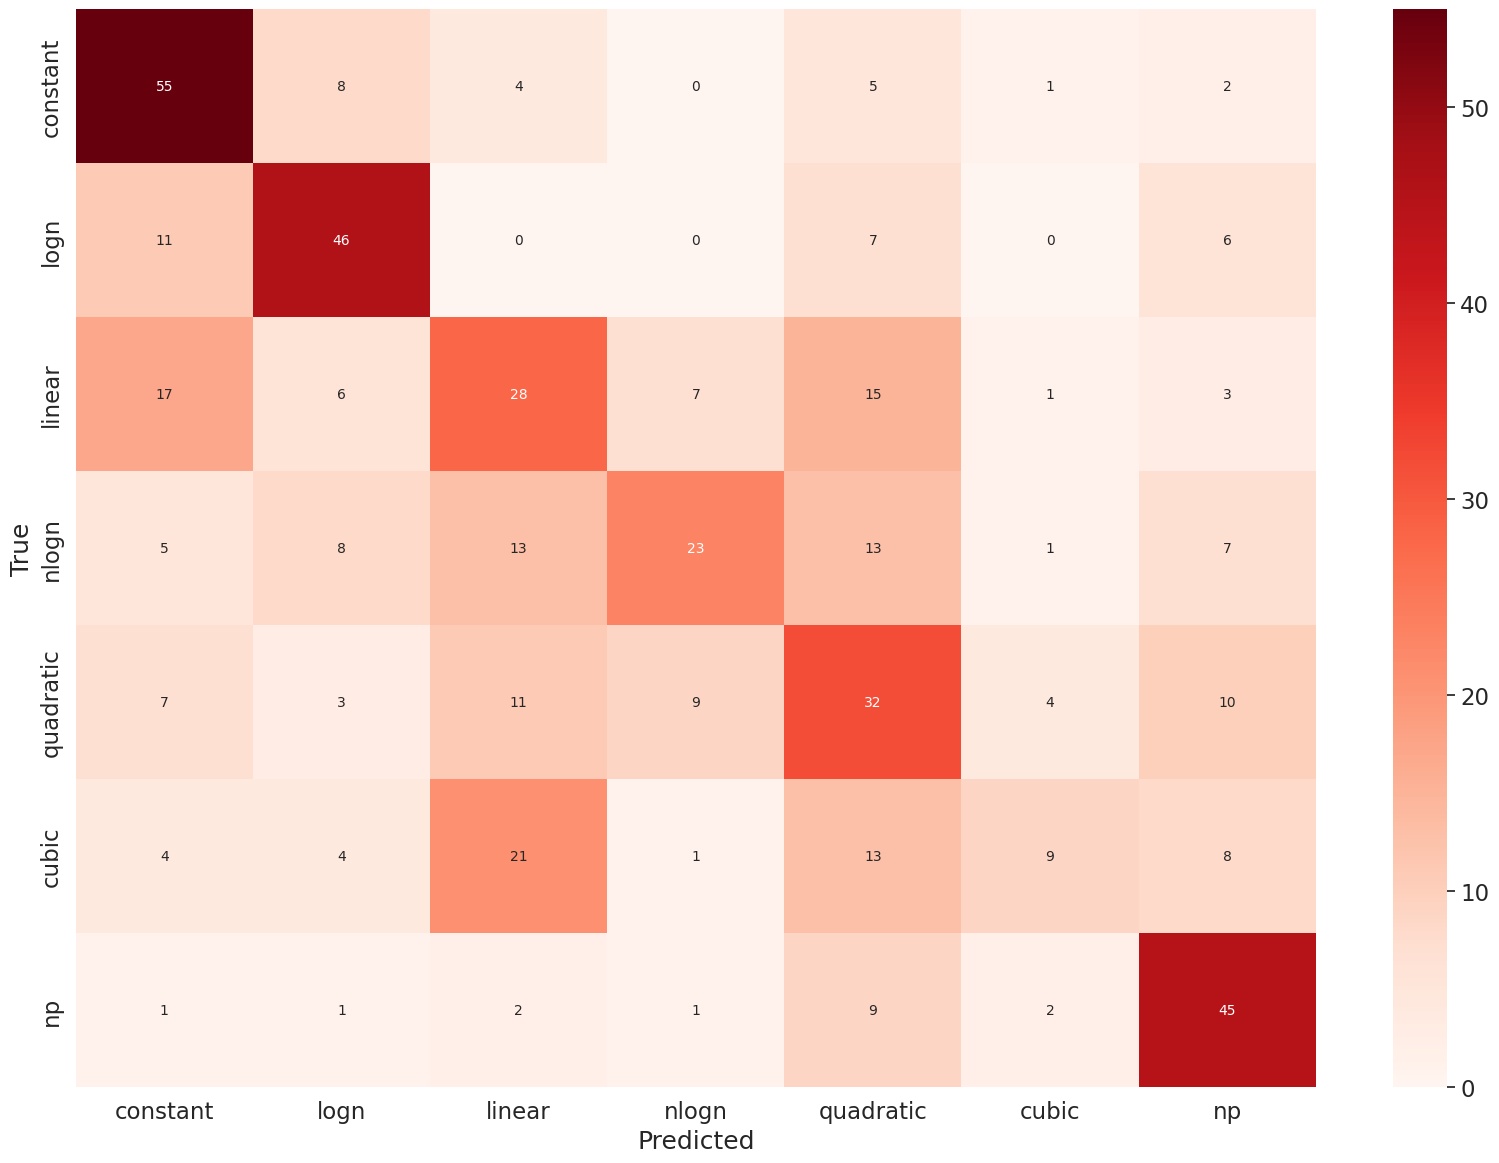 constant 55 8 4 0 5 1 2
logn 11 46 0 0 7 0 6
linear 17 6 28 7 15 1 3
nlogn 5 8 13 23 13 1 7
quadratic 7 3 11 9 32 4 10
cubic 4 4 21 1 13 9 8
np 1 1 2 1 9 2 45
True
constant logn linear nlogn quadratic cubic np
Predicted
50
40
30
20
10
0